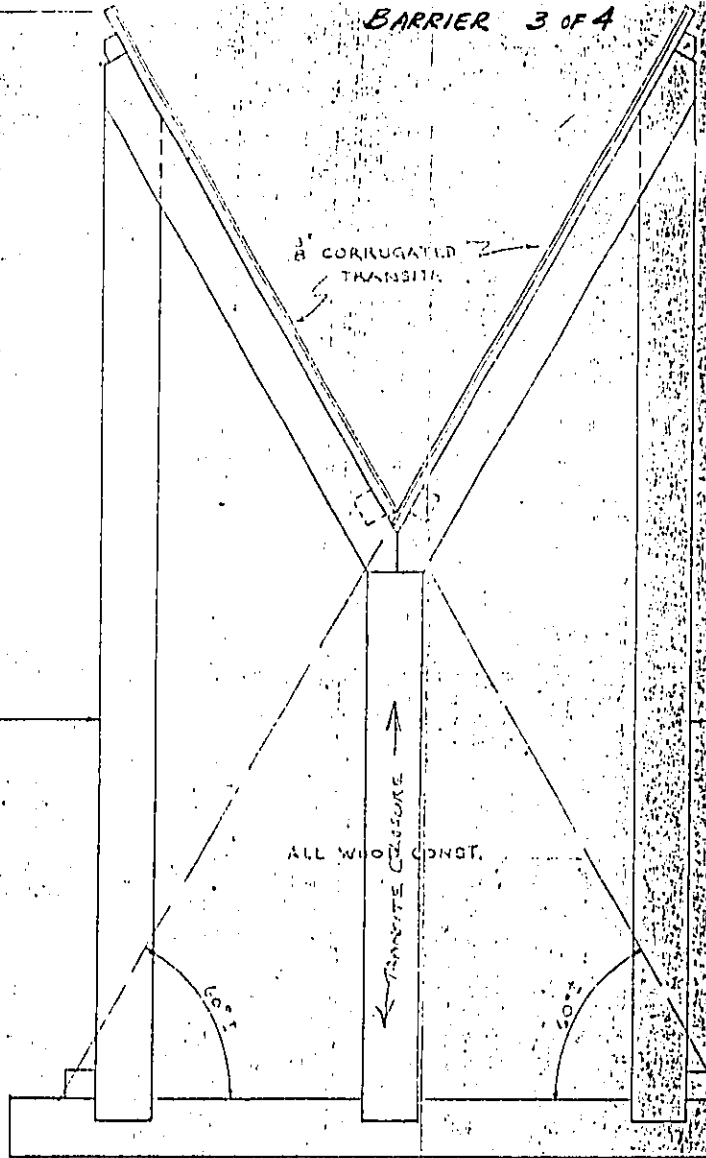 BARRIER 3 OF 4
3/8" CORRUGATED
TRANSITE
ALL WOOD CONST.
TRANSITE CLOSURE
60°±
60°±